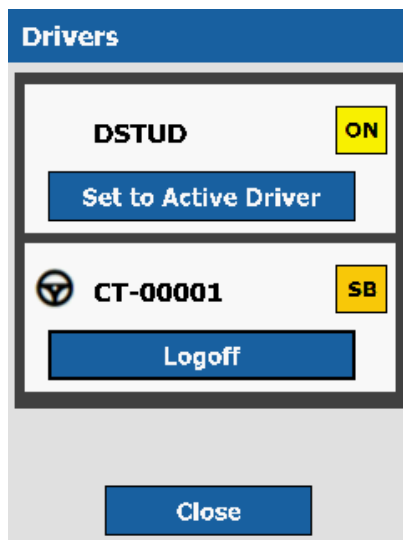 Drivers
DSTUD ON
Set to Active Driver
CT-00001 SB
Logoff
Close